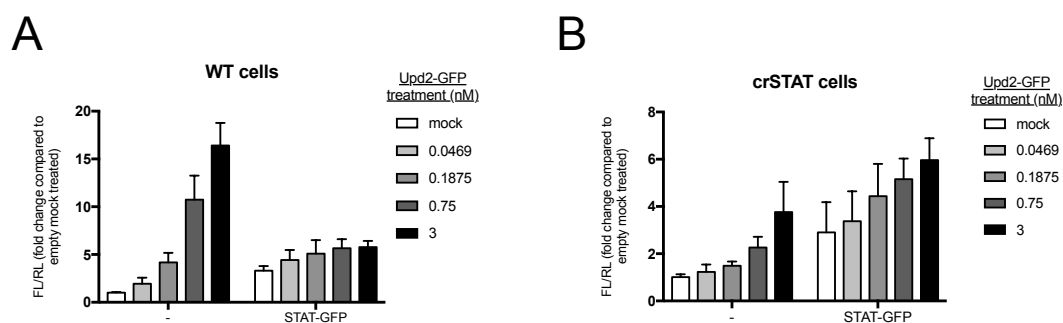 A
WT cells
FL/RL (fold change compared to
empty mock treated)
20
15
10
5
0
-
STAT-GFP
Upd2-GFP
treatment (nM)
mock
0.0469
0.1875
0.75
3
B
crSTAT cells
FL/RL (fold change compared to
empty mock treated)
8
6
4
2
0
-
STAT-GFP
Upd2-GFP
treatment (nM)
mock
0.0469
0.1875
0.75
3